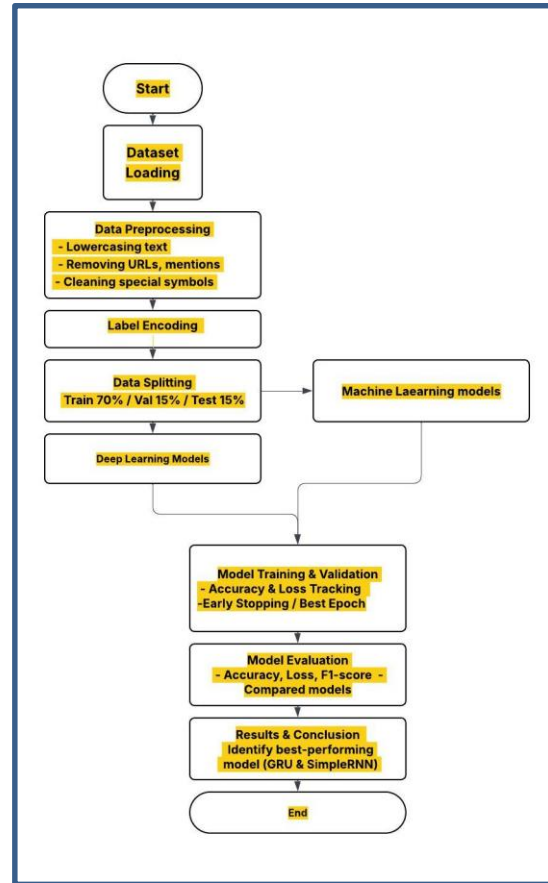 Start
Dataset
Loading
Data Preprocessing
- Lowercasing text
- Removing URLs, mentions
- Cleaning special symbols
Label Encoding
Data Splitting
Train 70% / Val 15% / Test 15%
Machine Laearning models
Deep Learning Models
Model Training & Validation
- Accuracy & Loss Tracking
-Early Stopping / Best Epoch
Model Evaluation
- Accuracy, Loss, F1-score -
Compared models
Results & Conclusion
Identify best-performing
model (GRU & SimpleRNN)
End